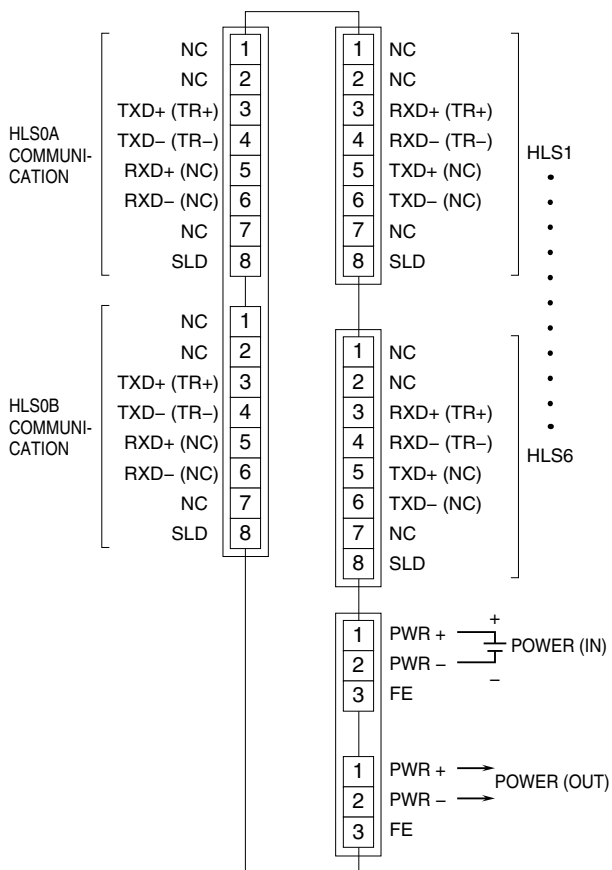 HLS0A
COMMUNI-
CATION
NC 1
NC 2
TXD+ (TR+) 3
TXD− (TR−) 4
RXD+ (NC) 5
RXD− (NC) 6
NC 7
SLD 8
HLS0B
COMMUNI-
CATION
NC 1
NC 2
TXD+ (TR+) 3
TXD− (TR−) 4
RXD+ (NC) 5
RXD− (NC) 6
NC 7
SLD 8
1 NC
2 NC
3 RXD+ (TR+)
4 RXD− (TR−)
5 TXD+ (NC)
6 TXD− (NC)
7 NC
8 SLD
HLS1
1 NC
2 NC
3 RXD+ (TR+)
4 RXD− (TR−)
5 TXD+ (NC)
6 TXD− (NC)
7 NC
8 SLD
HLS6
1 PWR +
2 PWR −
3 FE
+
POWER (IN)
−
1 PWR +
2 PWR −
3 FE
POWER (OUT)